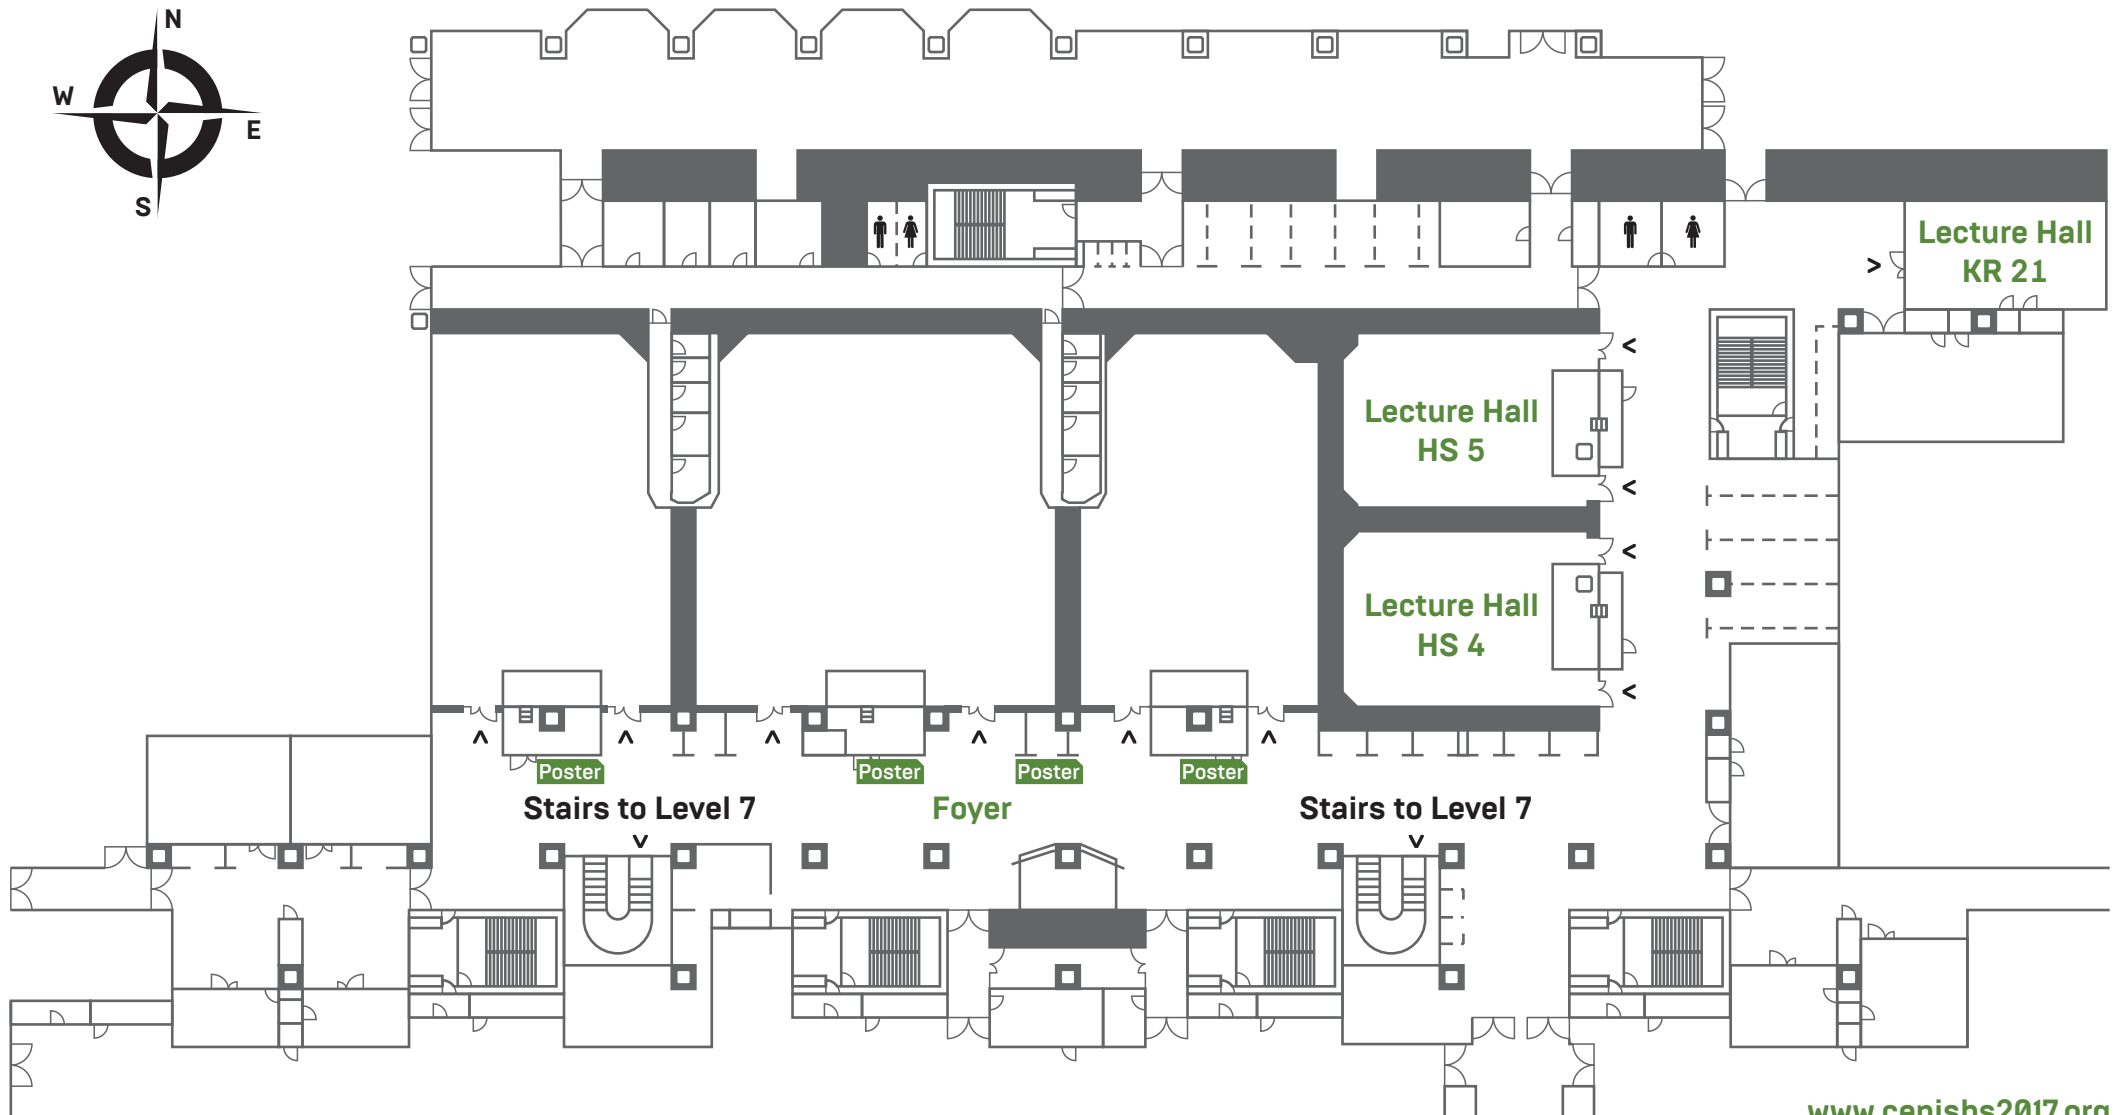 N
W
E
S
Lecture Hall
KR 21
>
<
Lecture Hall
HS 5
<
<
Lecture Hall
HS 4
<
^ ^ ^ ^ ^ ^
Poster Poster Poster Poster
Stairs to Level 7 Foyer Stairs to Level 7
v v
www.cenisbs2017.org